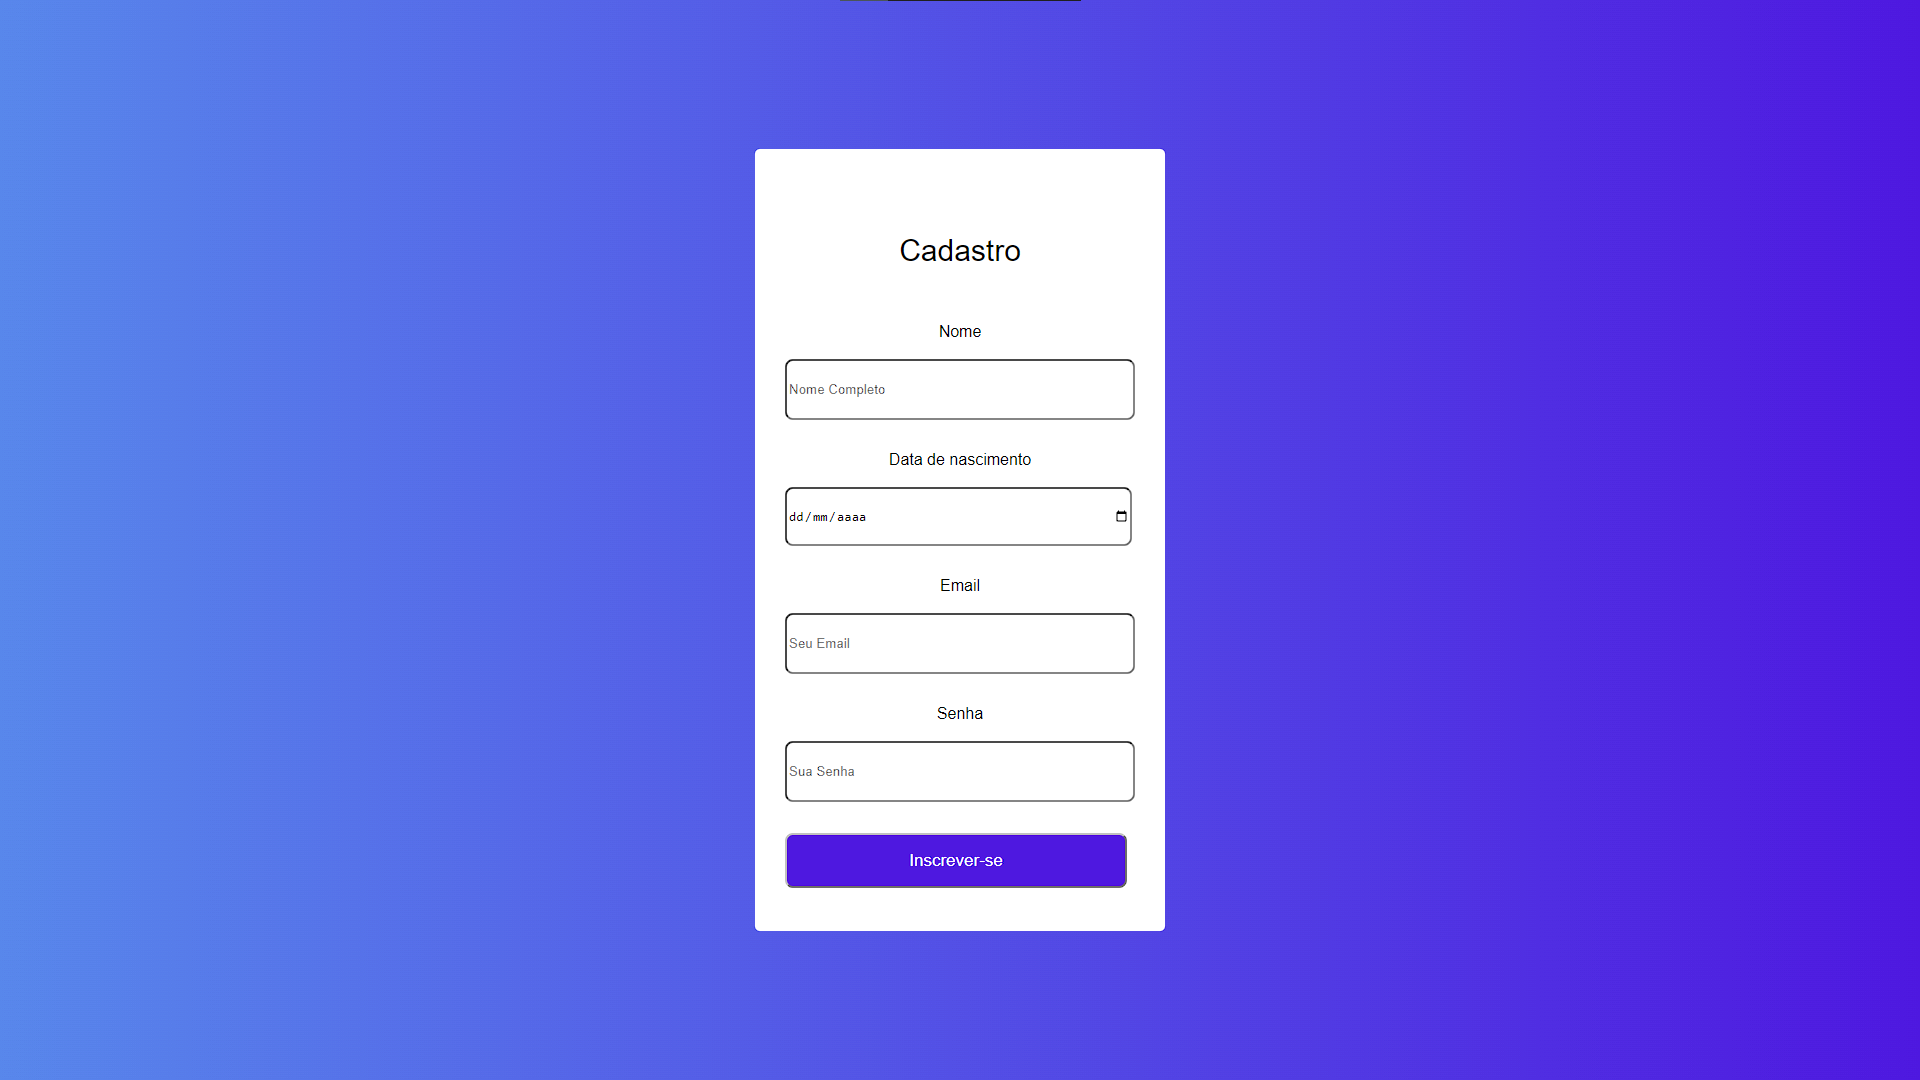 Cadastro
Nome
Nome Completo
Data de nascimento
dd/mm/aaaa
Email
Seu Email
Senha
Sua Senha
Inscrever-se